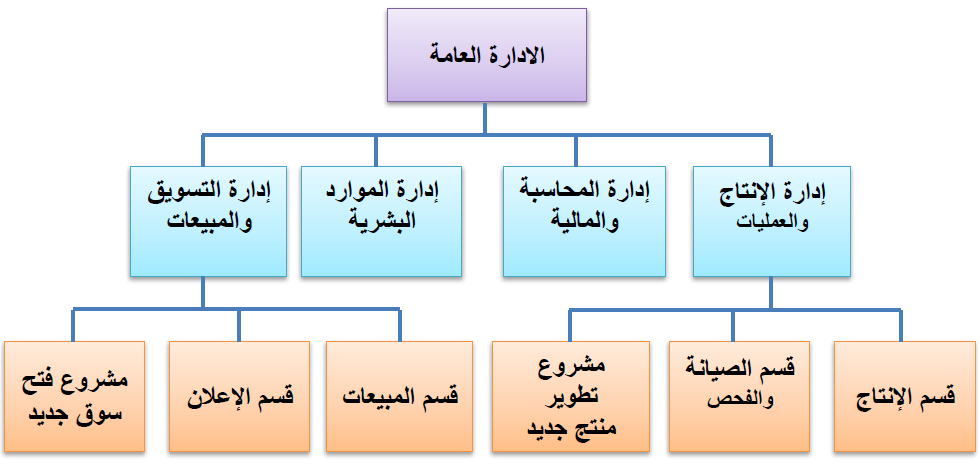 الادارة العامة
إدارة الإنتاج
والعمليات
إدارة المحاسبة
والمالية
إدارة الموارد
البشرية
إدارة التسويق
والمبيعات
قسم الإنتاج
قسم الصيانة
والفحص
مشروع
تطوير
منتج جديد
قسم المبيعات
قسم الإعلان
مشروع فتح
سوق جديد